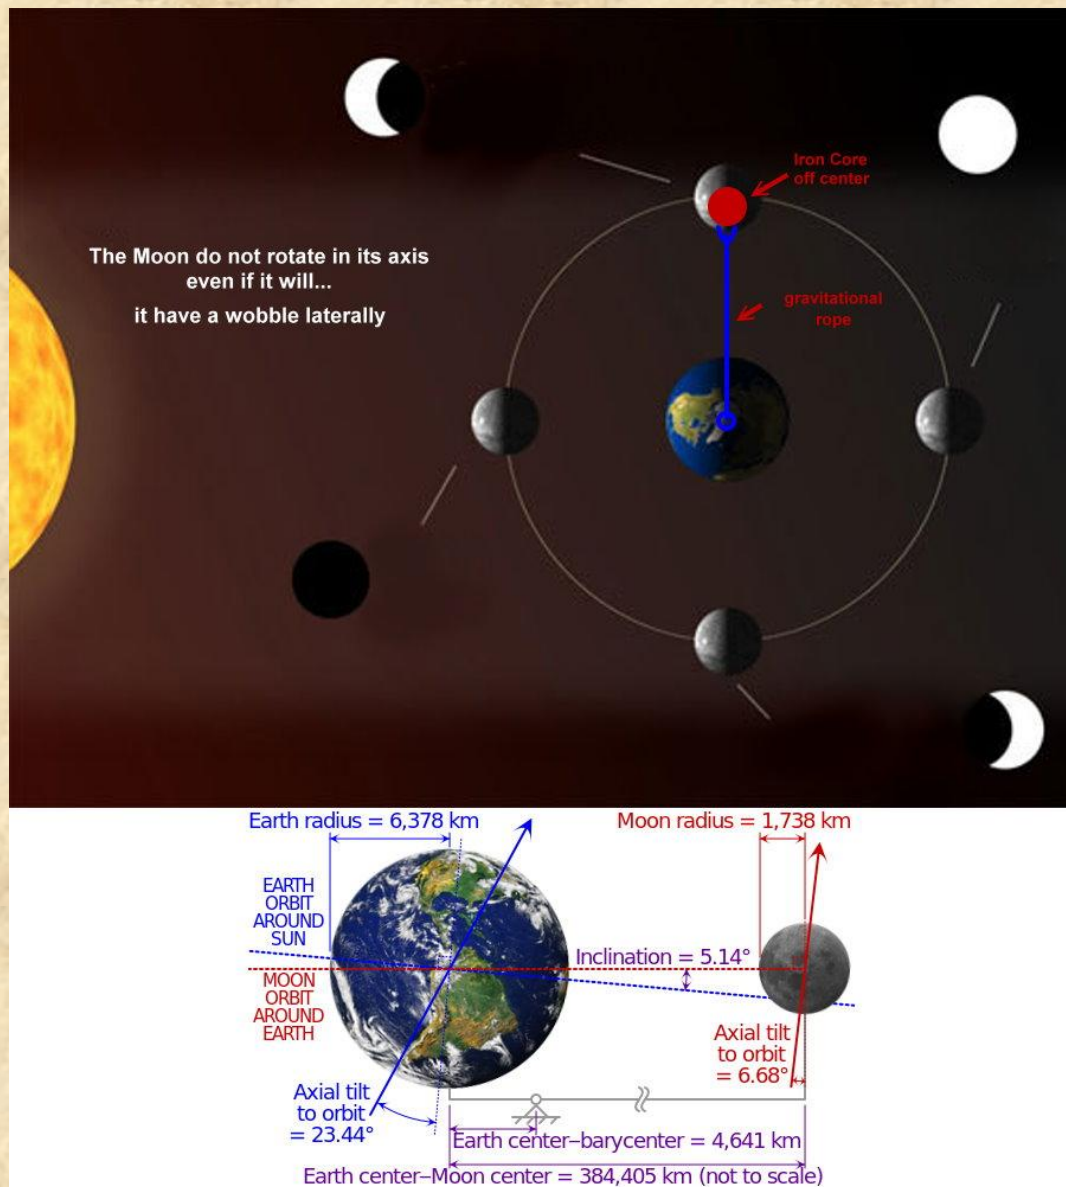 Iron Core
off center
The Moon do not rotate in its axis
even if it will...
it have a wobble laterally
gravitational
rope
Earth radius = 6,378 km
Moon radius = 1,738 km
EARTH
ORBIT
AROUND
SUN
Inclination = 5.14°
MOON
ORBIT
AROUND
EARTH
Axial tilt
to orbit
= 6.68°
Axial tilt
to orbit
= 23.44°
Earth center–barycenter = 4,641 km
Earth center–Moon center = 384,405 km (not to scale)